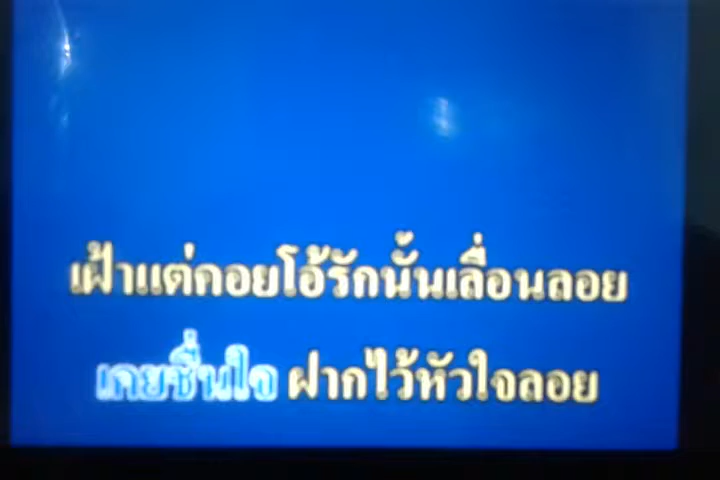 เฝ้าแต่คอยโอ้รักนั้นเลื่อนลอย
เคยชื่นใจ ฝากไว้หัวใจลอย